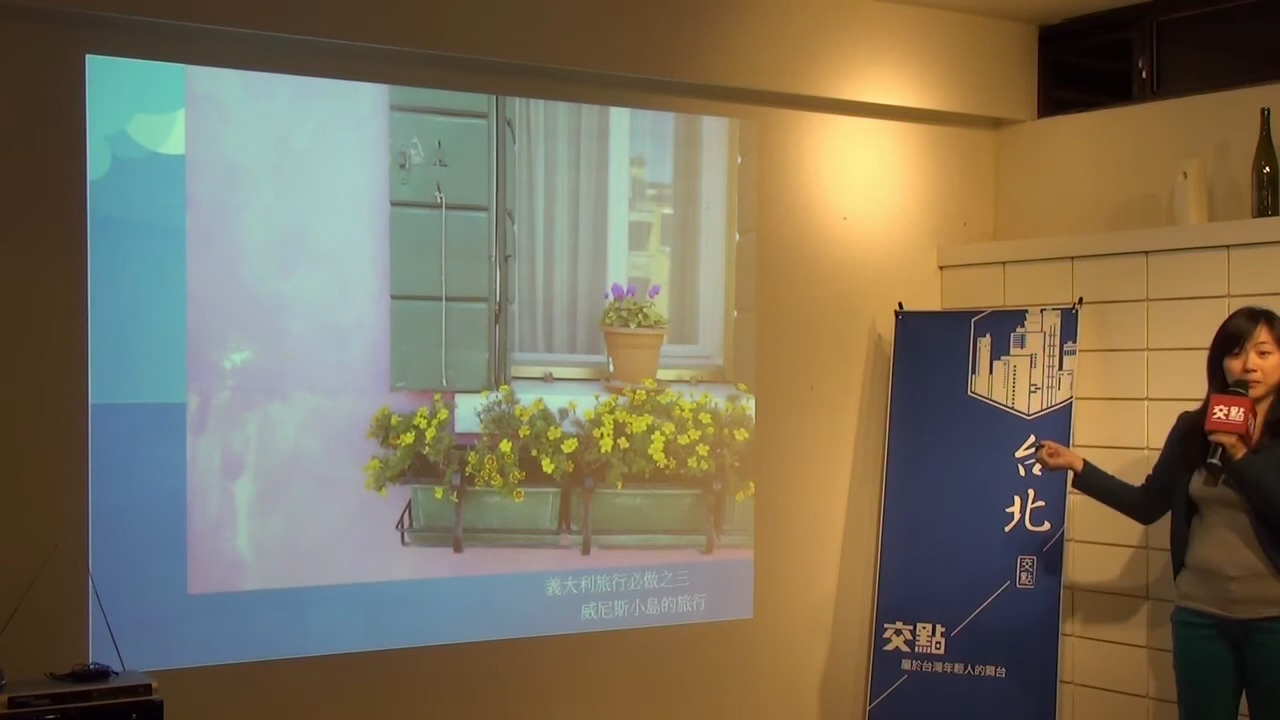 義大利旅行必做之三
威尼斯小島的旅行
台北
交點
交點
屬於台灣年輕人的舞台
交點